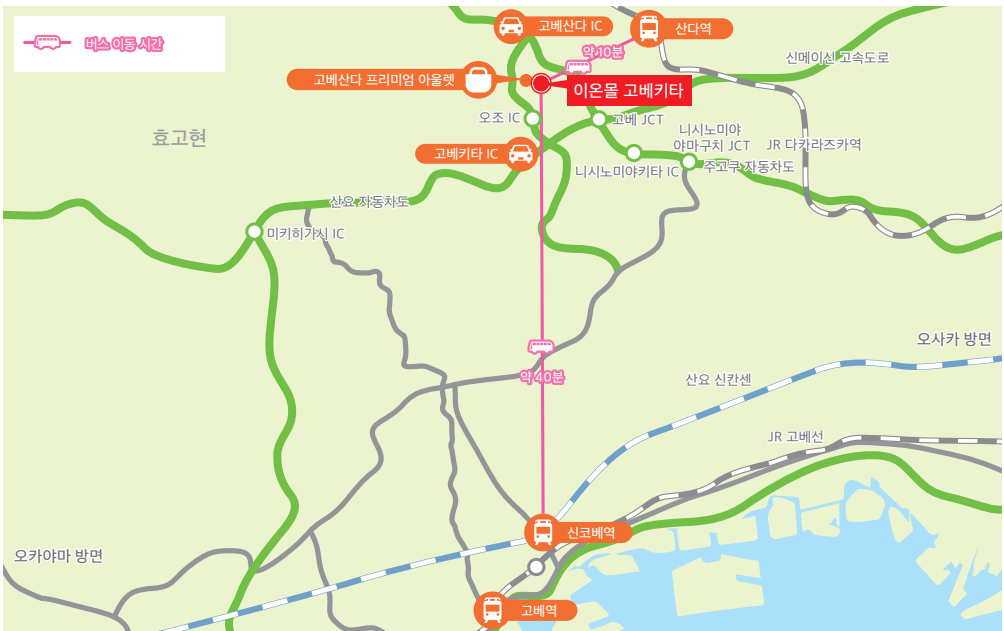 버스 이동 시간
고베산다 IC
산다역
약 10분
신메이신 고속도로
고베산다 프리미엄 아울렛
이온몰 고베키타
오조 IC
고베 JCT
효고현
니시노미야
야마구치 JCT
JR 다카라즈카역
고베키타 IC
니시노미야키타 IC
주고쿠 자동차도
산요 자동차도
미키히가시 IC
오사카 방면
약 40분
산요 신칸센
JR 고베선
신코베역
오카야마 방면
고베역